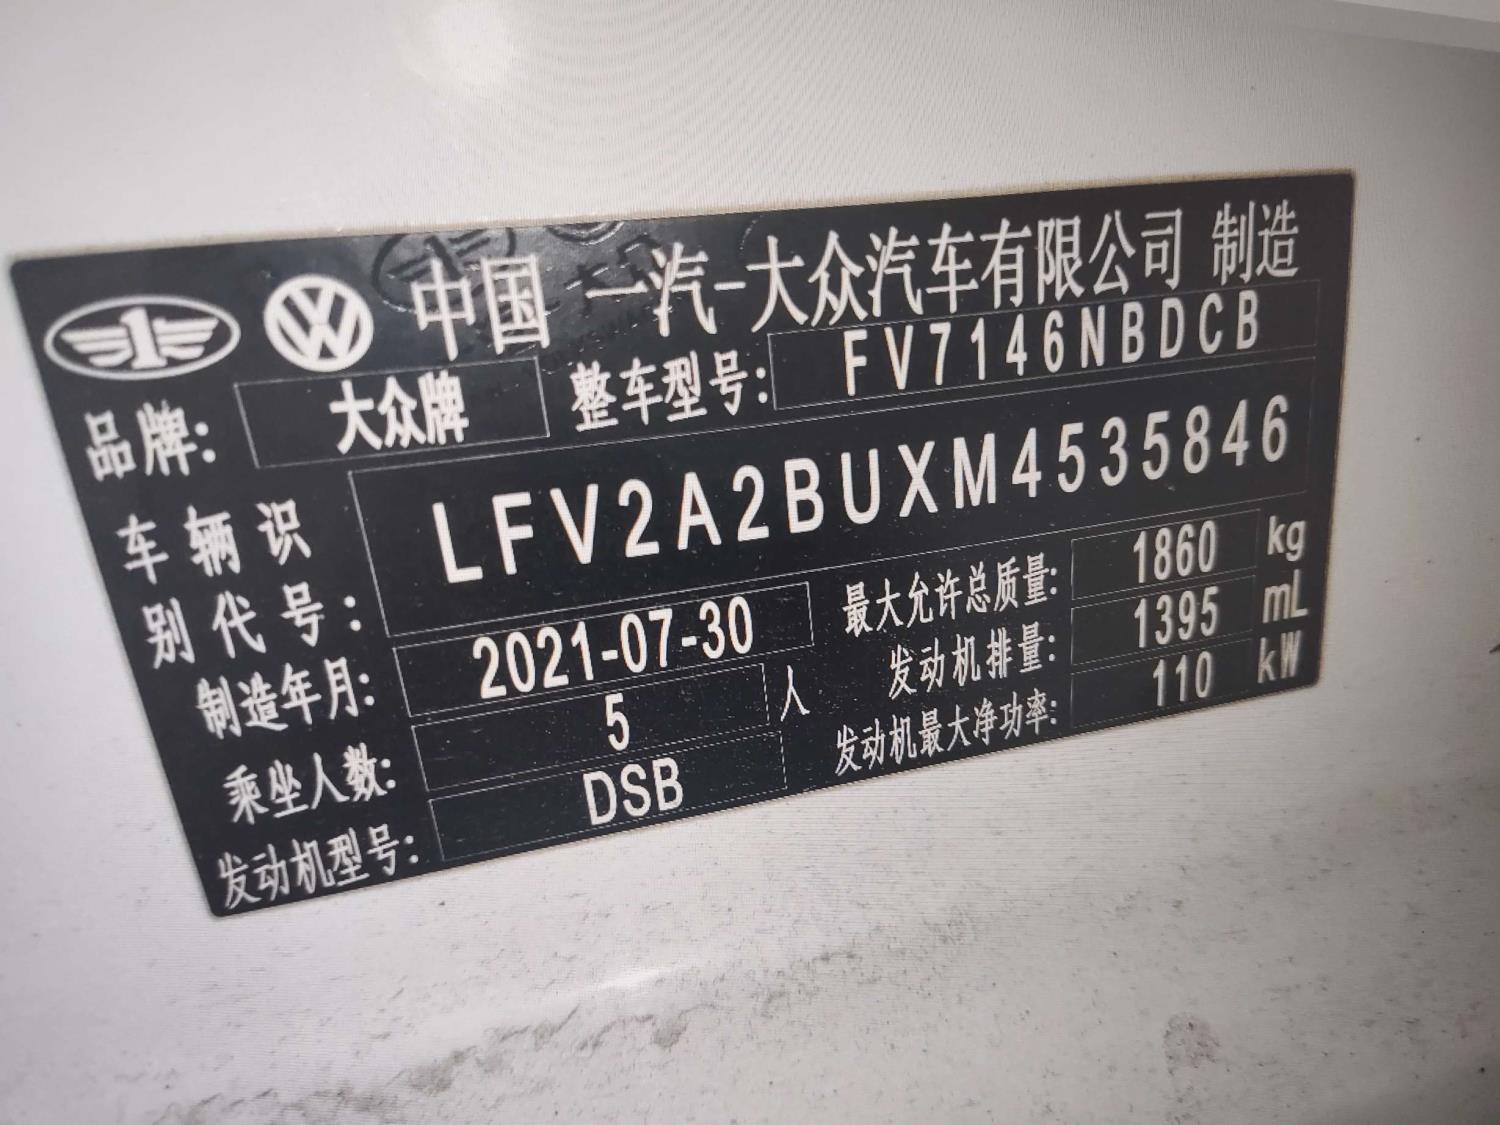 中国 一汽-大众汽车有限公司 制造
品牌: 大众牌 整车型号: FV7146NBDCB
车辆识别代号: LFV2A2BUXM4535846
制造年月: 2021-07-30 最大允许总质量: 1860 kg
乘坐人数: 5 人 发动机排量: 1395 mL
发动机型号: DSB 发动机最大净功率: 110 kW